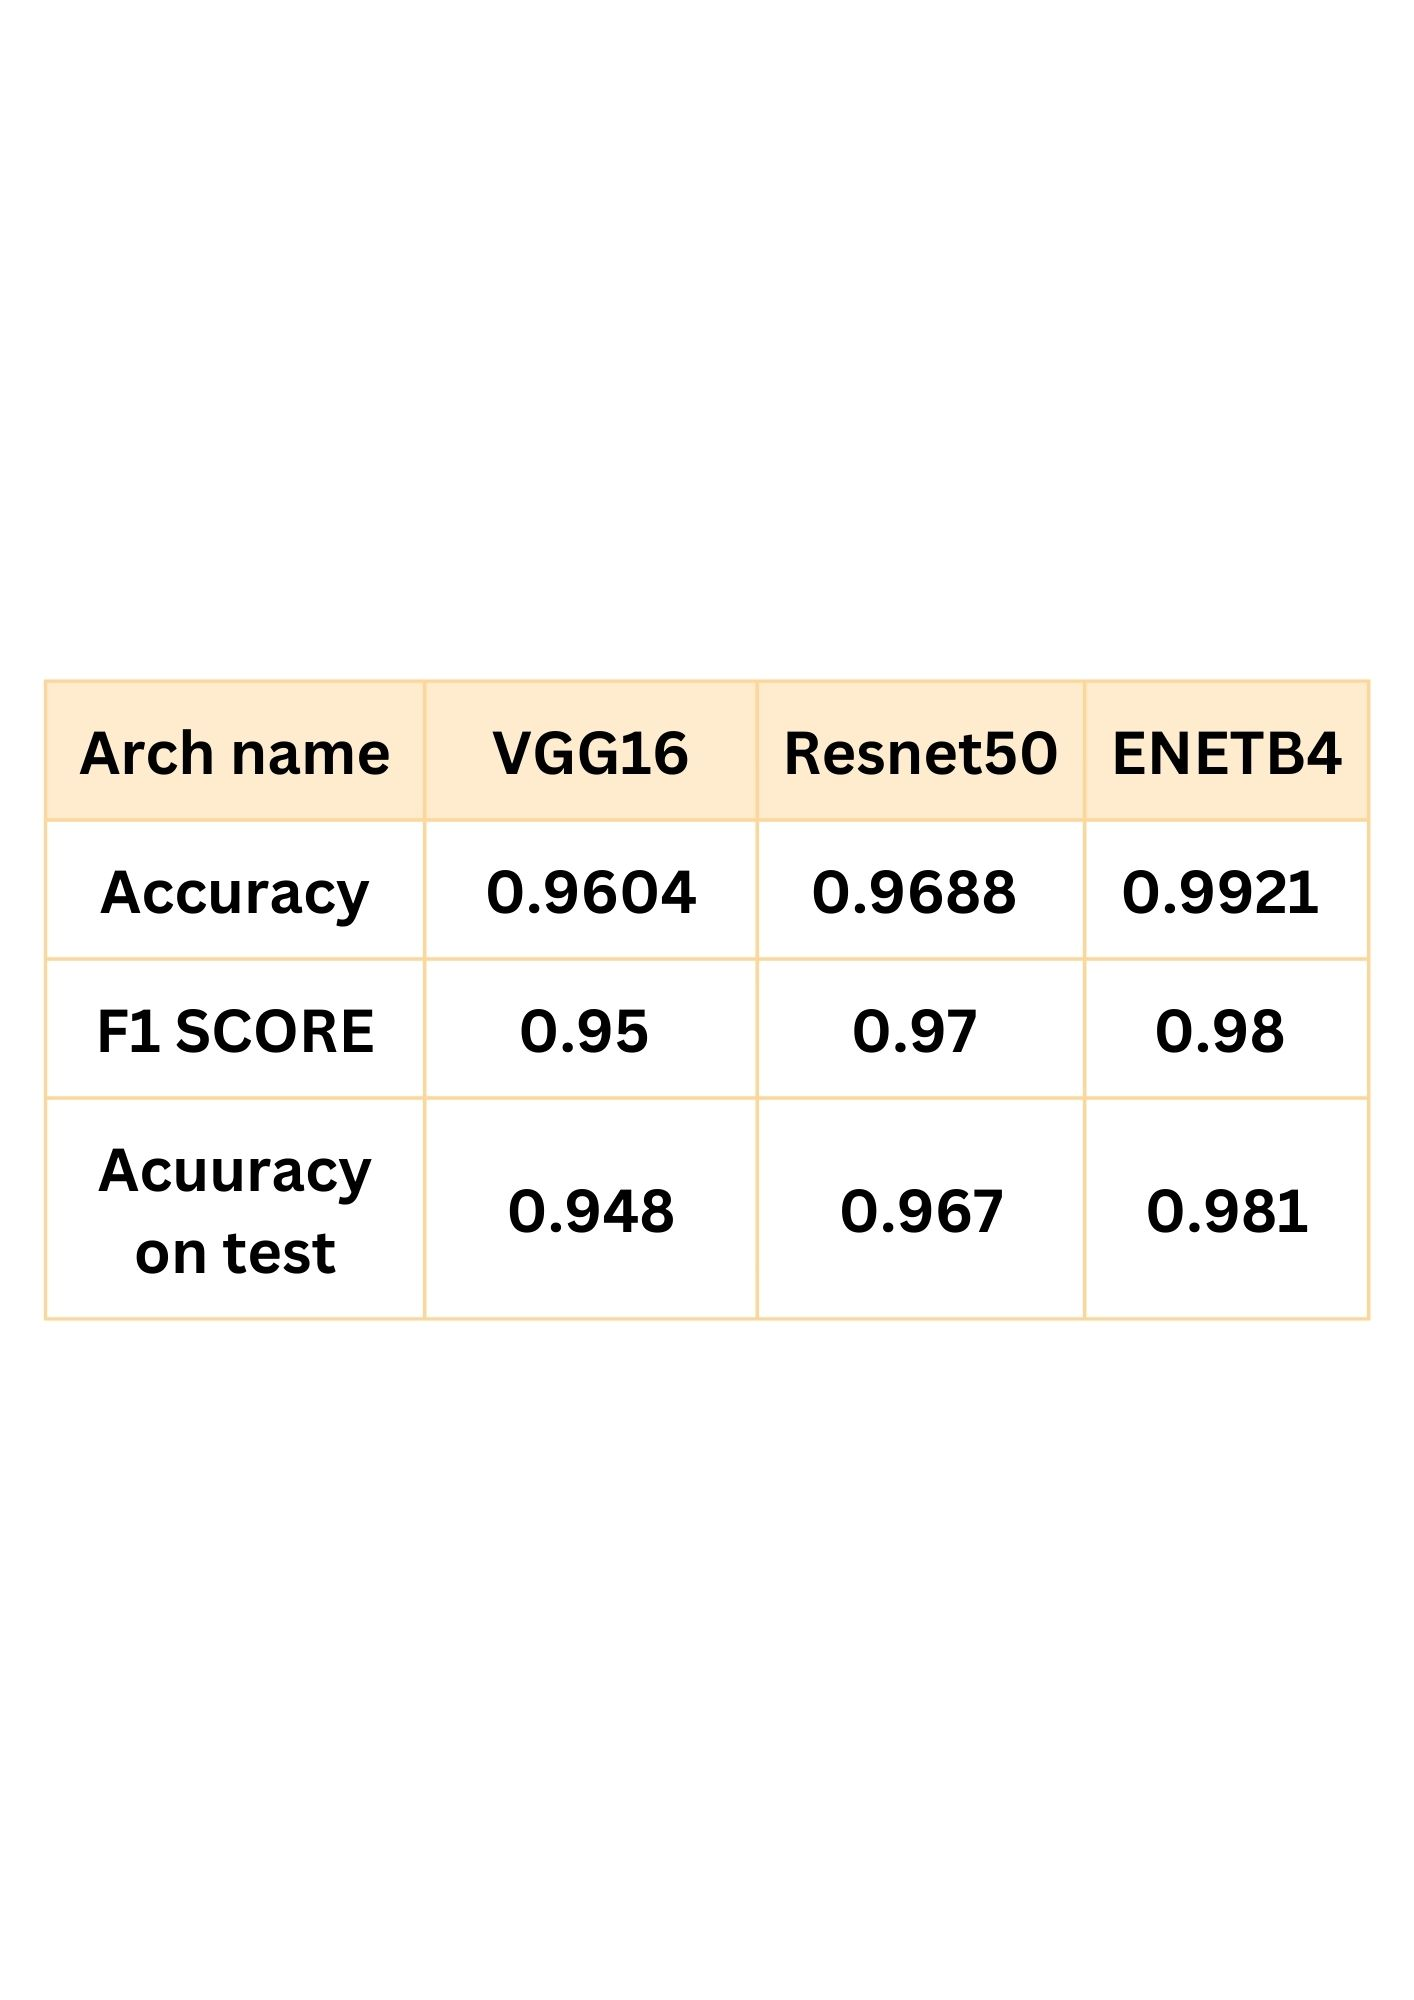 Arch name VGG16 Resnet50 ENETB4
Accuracy 0.9604 0.9688 0.9921
F1 SCORE 0.95 0.97 0.98
Acuuracy
on test 0.948 0.967 0.981